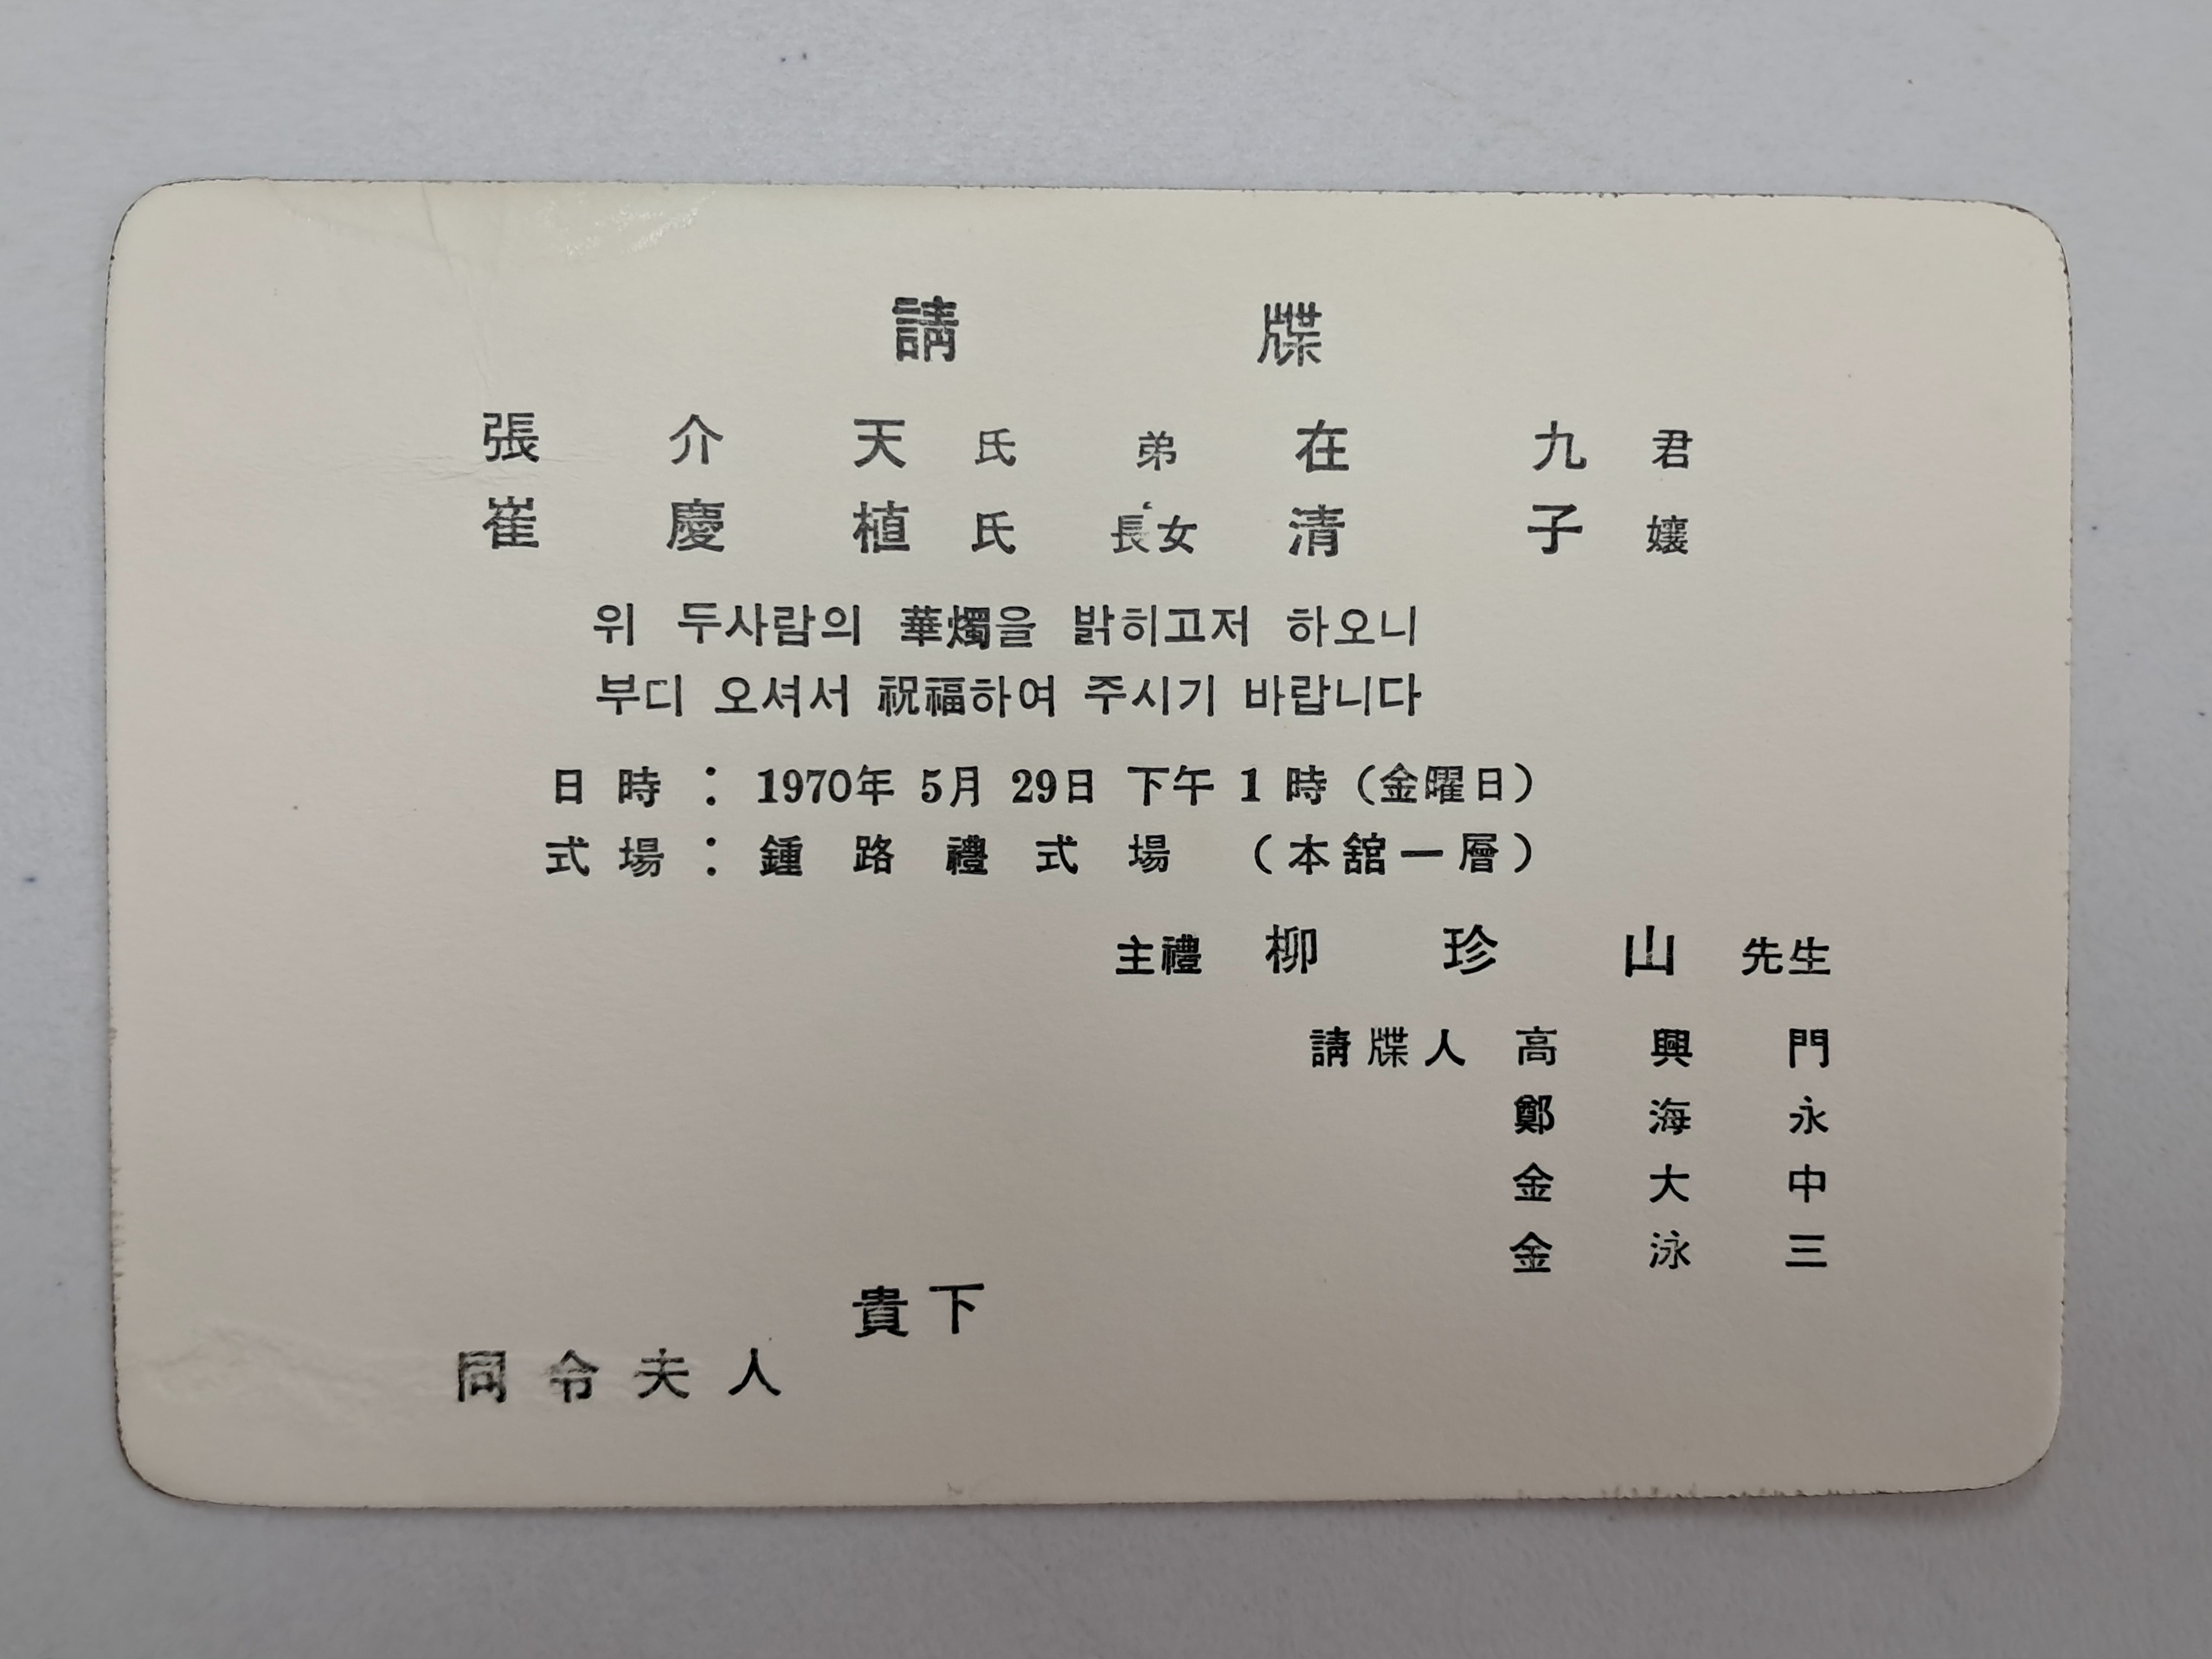 請牒
張介天氏 弟 在九君
崔慶植氏 長女 清子孃
위 두사람의 華燭을 밝히고저 하오니
부디 오셔서 祝福하여 주시기 바랍니다
日時 : 1970年 5月 29日 下午 1時 (金曜日)
式場 : 鍾路禮式場 (本舘一層)
主禮 柳珍山 先生
請牒人 高興門
鄭海永
金大中
金泳三
貴下
同令夫人